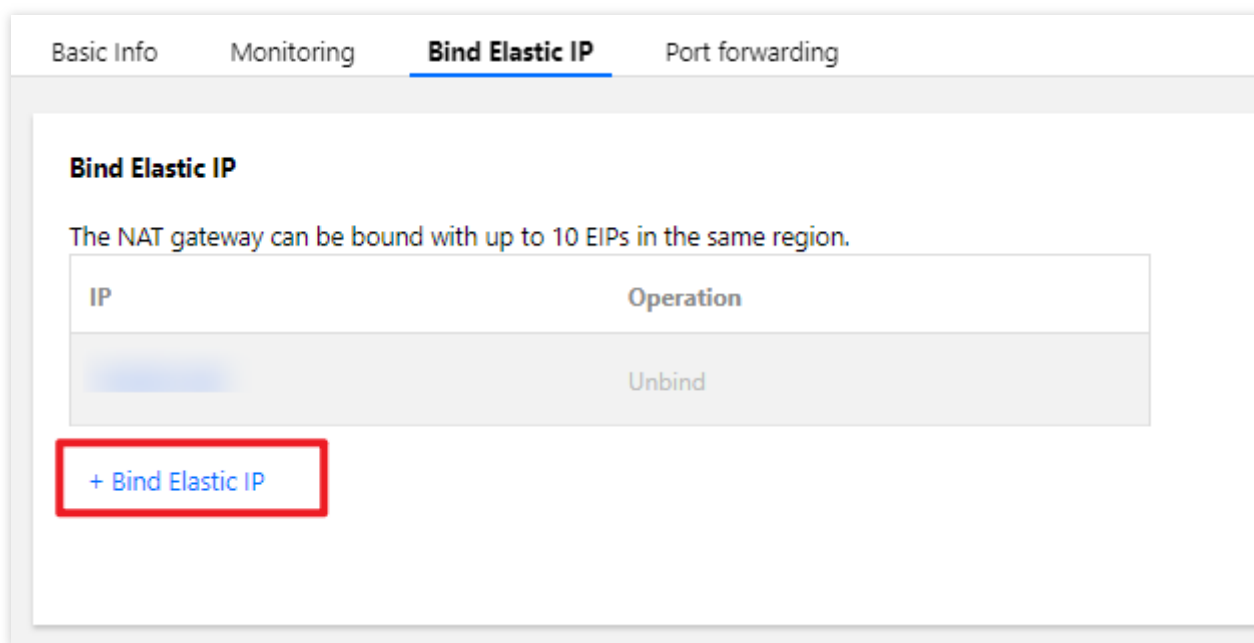 Basic Info Monitoring Bind Elastic IP Port forwarding
Bind Elastic IP
The NAT gateway can be bound with up to 10 EIPs in the same region.
IP Operation
Unbind
+ Bind Elastic IP